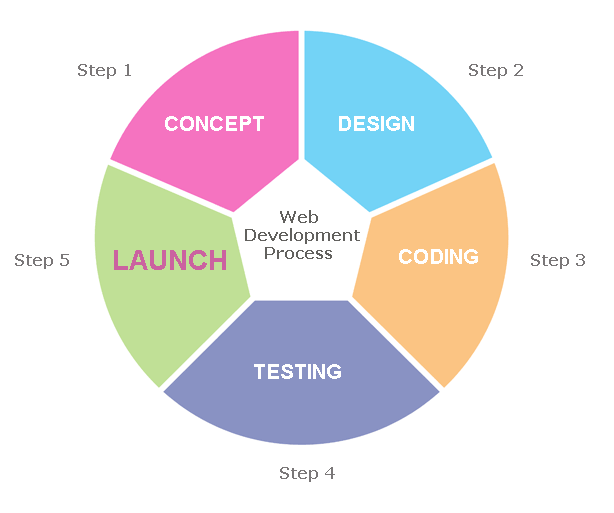 Step 1
CONCEPT
Step 2
DESIGN
Step 3
CODING
Step 4
TESTING
Step 5
LAUNCH
Web
Development
Process